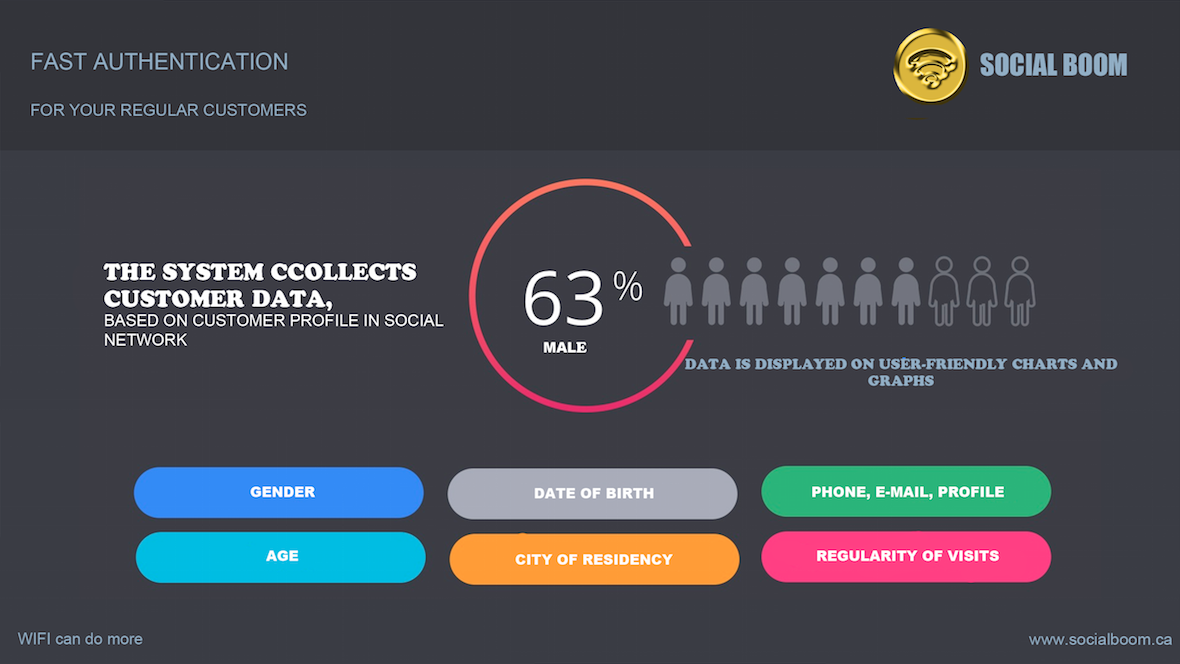 FAST AUTHENTICATION
FOR YOUR REGULAR CUSTOMERS
SOCIAL BOOM
THE SYSTEM CCOLLECTS
CUSTOMER DATA,
BASED ON CUSTOMER PROFILE IN SOCIAL
NETWORK
63%
MALE
DATA IS DISPLAYED ON USER-FRIENDLY CHARTS AND
GRAPHS
GENDER
DATE OF BIRTH
PHONE, E-MAIL, PROFILE
AGE
CITY OF RESIDENCY
REGULARITY OF VISITS
WIFI can do more
www.socialboom.ca